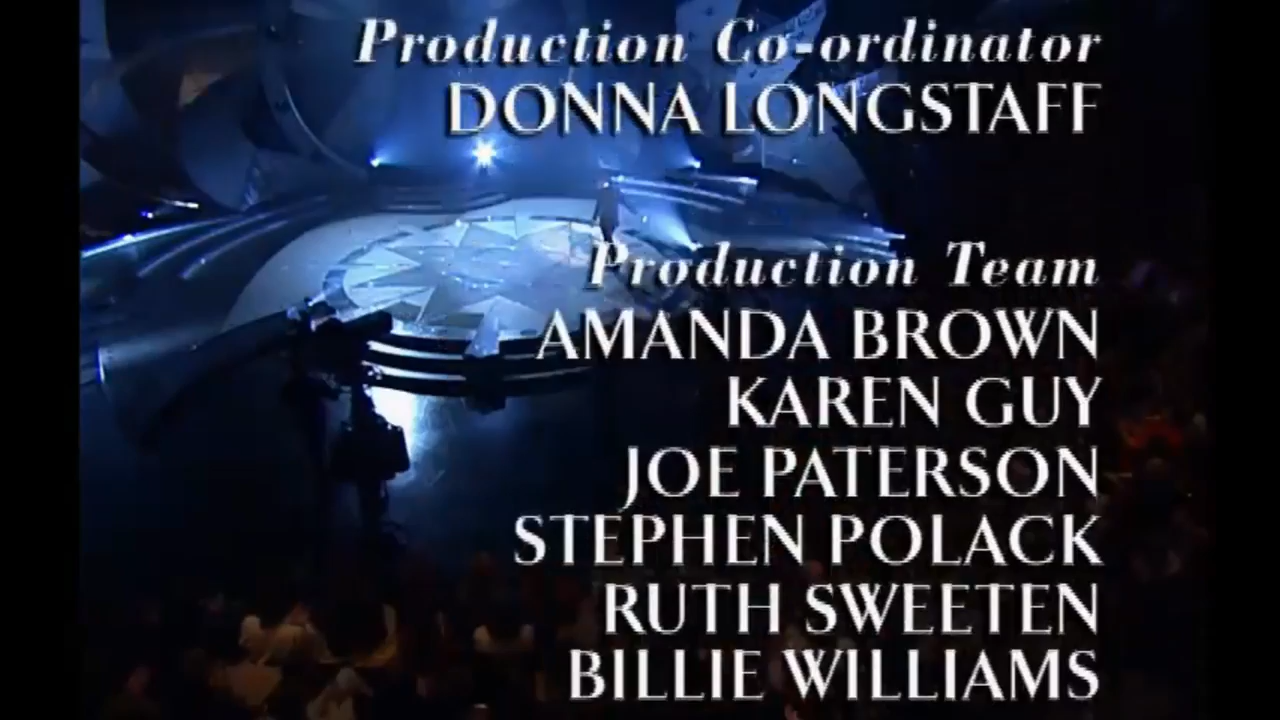 Production Co-ordinator
DONNA LONGSTAFF
Production Team
AMANDA BROWN
KAREN GUY
JOE PATERSON
STEPHEN POLACK
RUTH SWEETEN
BILLIE WILLIAMS